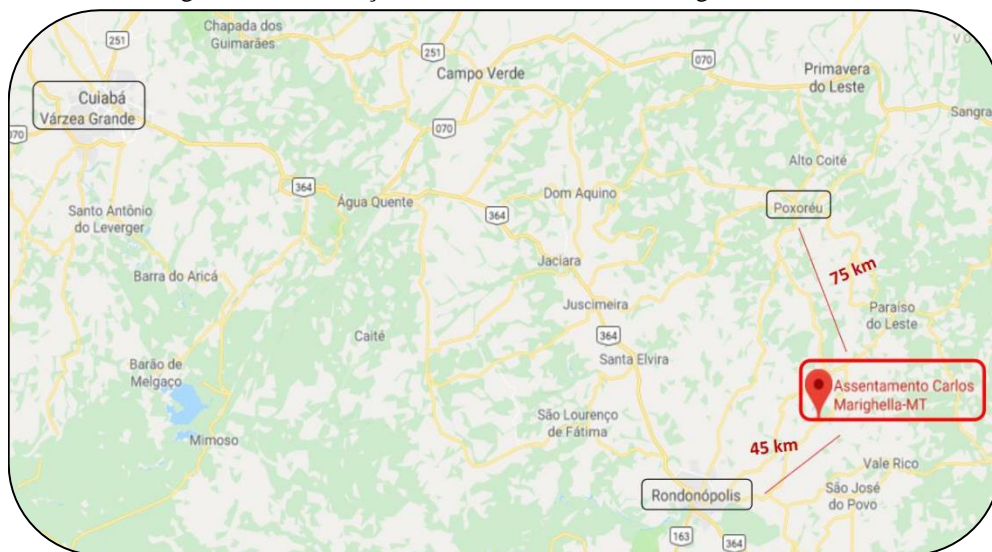 251
Chapada dos
Guimarães
251
Campo Verde
070
Primavera
do Leste
Cuiabá
Várzea Grande
070
070
Sangra
Alto Coité
364
Água Quente
364
Dom Aquino
Poxoréu
Santo Antônio
do Leverger
Jaciara
75 km
Barra do Aricá
Juscimeira
Paraíso
do Leste
364
Caité
Santa Elvira
Barão de
Melgaço
Assentamento Carlos
Marighella-MT
São Lourenço
de Fátima
Mimoso
45 km
Vale Rico
Rondonópolis
São José
do Povo
163
364